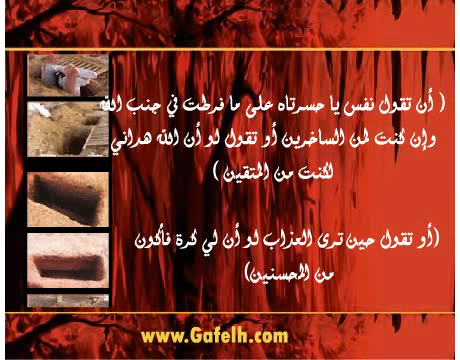 ( أن تقول نفس يا حسرتاه على ما فرطت في جنب الله
وإن كنت لمن الساخرين أو تقول لو أن الله هداني
لكنت من المتقين )
(أو تقول حين ترى العذاب لو أن لي كرة فأكون
من المحسنين)
www.Gafelh.com